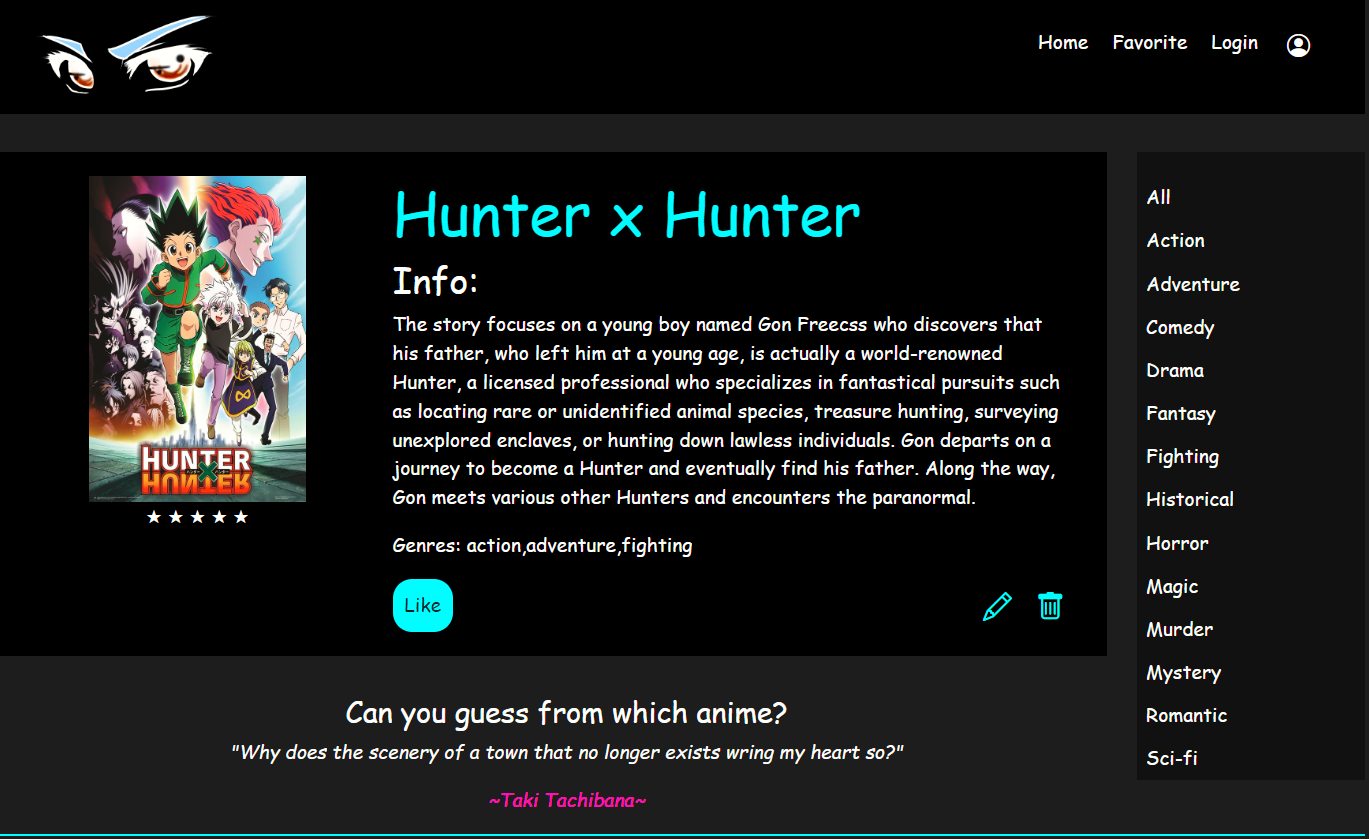 Home Favorite Login
Hunter x Hunter
Info:
The story focuses on a young boy named Gon Freecss who discovers that
his father, who left him at a young age, is actually a world-renowned
Hunter, a licensed professional who specializes in fantastical pursuits such
as locating rare or unidentified animal species, treasure hunting, surveying
unexplored enclaves, or hunting down lawless individuals. Gon departs on a
journey to become a Hunter and eventually find his father. Along the way,
Gon meets various other Hunters and encounters the paranormal.
HUNTER
HUNTER
★ ★ ★ ★ ★
Genres: action,adventure,fighting
Like
All
Action
Adventure
Comedy
Drama
Fantasy
Fighting
Historical
Horror
Magic
Murder
Mystery
Romantic
Sci-fi
Can you guess from which anime?
"Why does the scenery of a town that no longer exists wring my heart so?"
~Taki Tachibana~